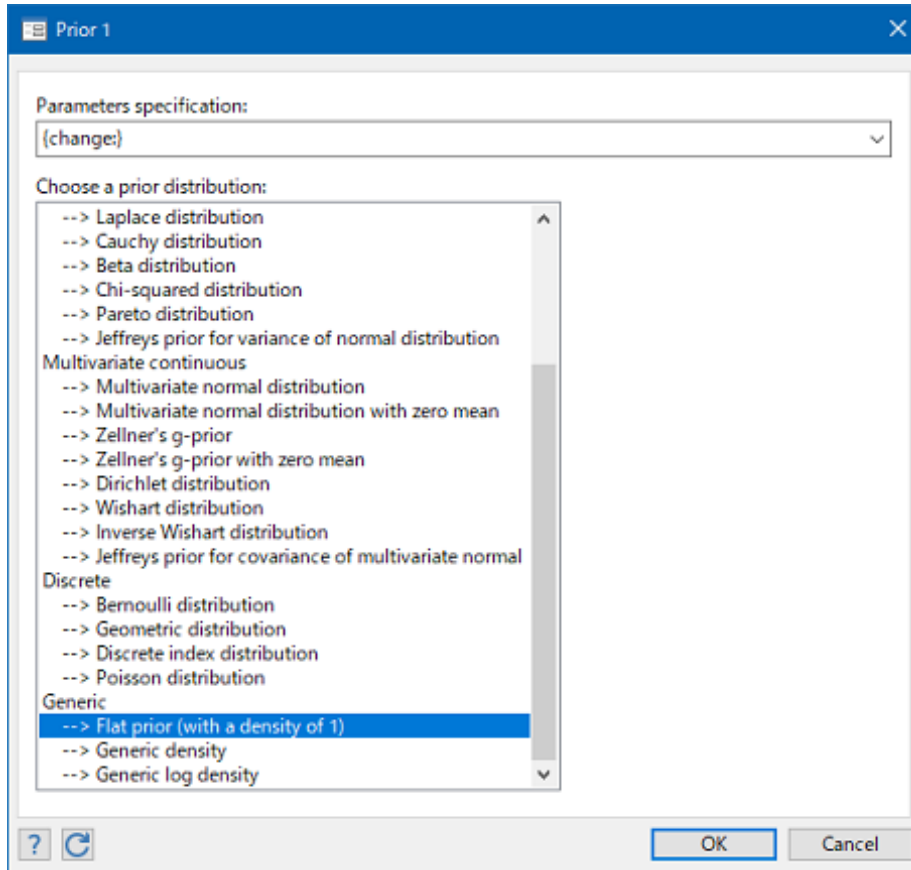 Prior 1
Parameters specification:
{change:}
Choose a prior distribution:
--> Laplace distribution
--> Cauchy distribution
--> Beta distribution
--> Chi-squared distribution
--> Pareto distribution
--> Jeffreys prior for variance of normal distribution
Multivariate continuous
--> Multivariate normal distribution
--> Multivariate normal distribution with zero mean
--> Zellner's g-prior
--> Zellner's g-prior with zero mean
--> Dirichlet distribution
--> Wishart distribution
--> Inverse Wishart distribution
--> Jeffreys prior for covariance of multivariate normal
Discrete
--> Bernoulli distribution
--> Geometric distribution
--> Discrete index distribution
--> Poisson distribution
Generic
--> Flat prior (with a density of 1)
--> Generic density
--> Generic log density
? OK Cancel